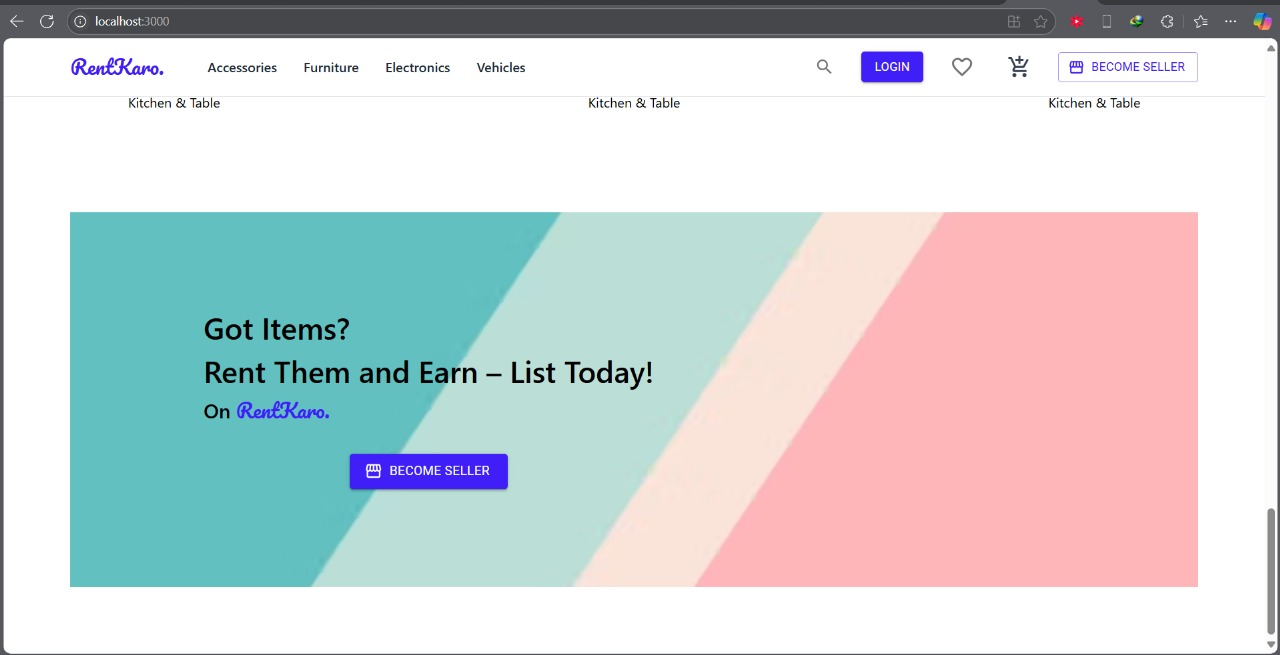 localhost:3000
RentKaro. Accessories Furniture Electronics Vehicles LOGIN BECOME SELLER
Kitchen & Table Kitchen & Table Kitchen & Table
Got Items?
Rent Them and Earn – List Today!
On RentKaro.
BECOME SELLER